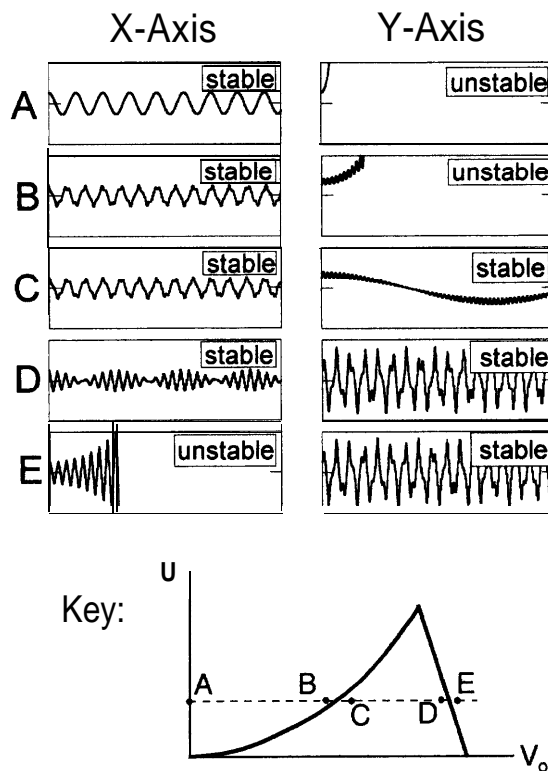 X-Axis Y-Axis
A stable unstable
B stable unstable
C stable stable
D stable stable
E unstable stable
U
Key:
A B C D E
V₀